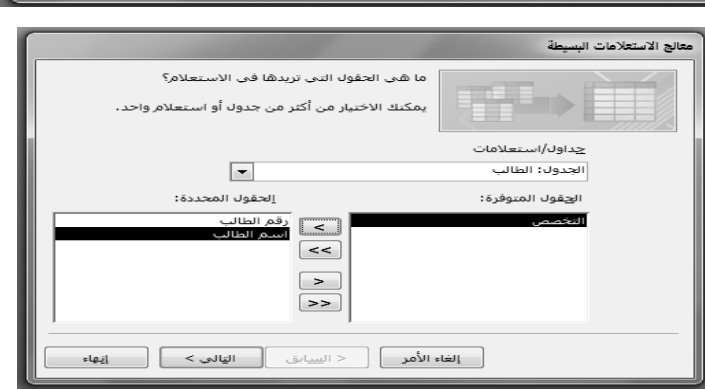 معالج الاستعلامات البسيطة
ما هي الحقول التي تريدها في الاستعلام؟
يمكنك الاختيار من أكثر من جدول أو استعلام واحد.
جداول/استعلامات
الجدول: الطالب
الحقول المتوفرة:
التخصص
الحقول المحددة:
رقم الطالب
اسم الطالب
<
<<
>
>>
إلغاء الأمر
< السابق
التالي >
إنهاء